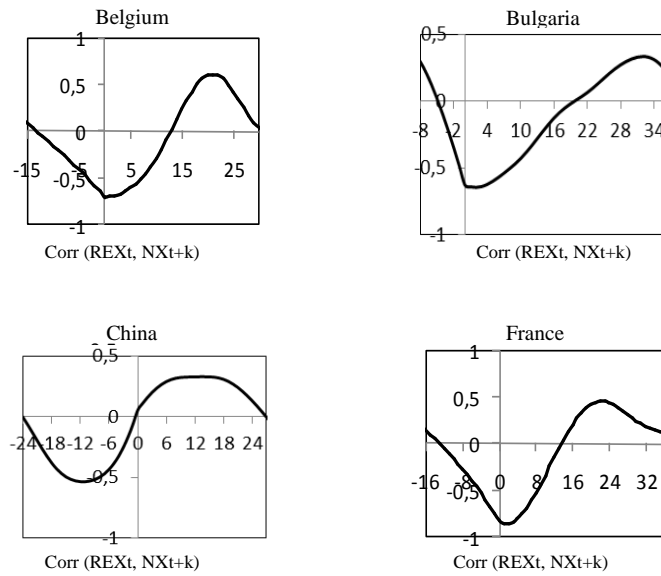 Belgium
1
0,5
0
-15 5 15 25
-0,5
-1
Corr (REXt, NXt+k)
Bulgaria
0,5
0
-8 -2 4 10 16 22 28 34
-0,5
-1
Corr (REXt, NXt+k)
China
0,5
0
-24 -18 -12 -6 0 6 12 18 24
-0,5
-1
Corr (REXt, NXt+k)
France
1
0,5
0
-16 -8 0 8 16 24 32
-0,5
-1
Corr (REXt, NXt+k)